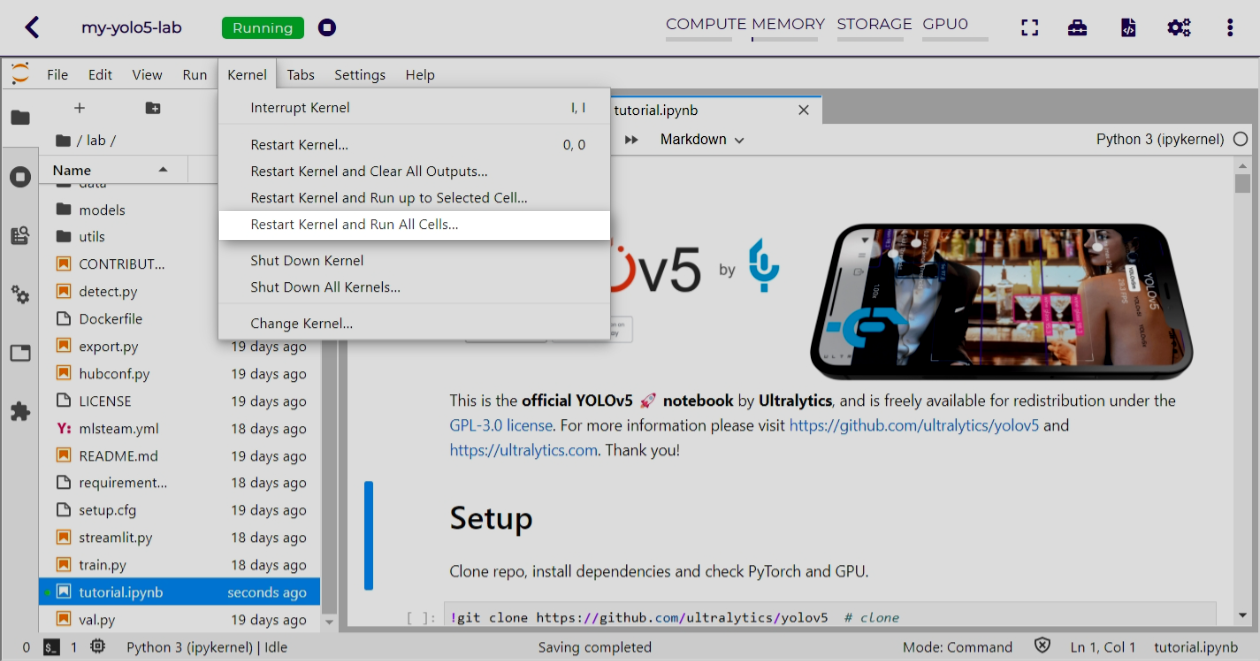 my-yolo5-lab
Running
COMPUTE MEMORY STORAGE GPU0
File Edit View Run Kernel Tabs Settings Help
Interrupt Kernel I, I
Restart Kernel... 0, 0
Restart Kernel and Clear All Outputs...
Restart Kernel and Run up to Selected Cell...
Restart Kernel and Run All Cells...
Shut Down Kernel
Shut Down All Kernels...
Change Kernel...
/ lab /
Name
data
models
utils
CONTRIBUT...
detect.py
Dockerfile
export.py 19 days ago
hubconf.py 19 days ago
LICENSE 19 days ago
Y: mlsteam.yml 18 days ago
README.md 18 days ago
requirement... 18 days ago
setup.cfg 19 days ago
streamlit.py 18 days ago
train.py 18 days ago
tutorial.ipynb seconds ago
val.py 19 days ago
tutorial.ipynb
Markdown
Python 3 (ipykernel)
v5 by
YOLOv5
This is the official YOLOv5 🚀 notebook by Ultralytics, and is freely available for redistribution under the
GPL-3.0 license. For more information please visit https://github.com/ultralytics/yolov5 and
https://ultralytics.com. Thank you!
Setup
Clone repo, install dependencies and check PyTorch and GPU.
[ ]: !git clone https://github.com/ultralytics/yolov5 # clone
0 $_ 1 Python 3 (ipykernel) | Idle Saving completed Mode: Command Ln 1, Col 1 tutorial.ipynb